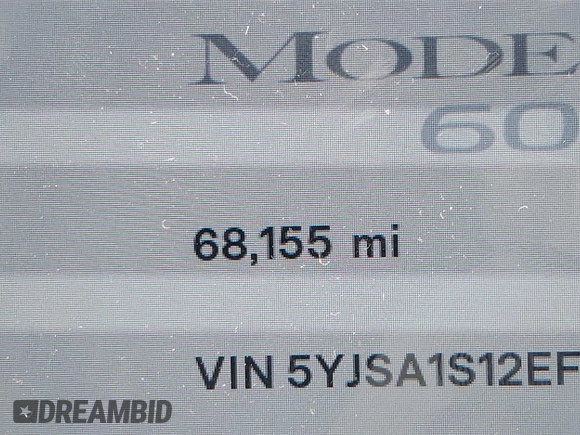 MODE
60
68,155 mi
VIN 5YJSA1S12EF
DREAMBID